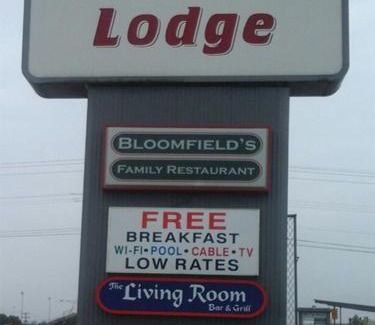 Lodge
BLOOMFIELD'S
FAMILY RESTAURANT
FREE
BREAKFAST
WI-FI•POOL•CABLE•TV
LOW RATES
The Living Room
Bar & Grill